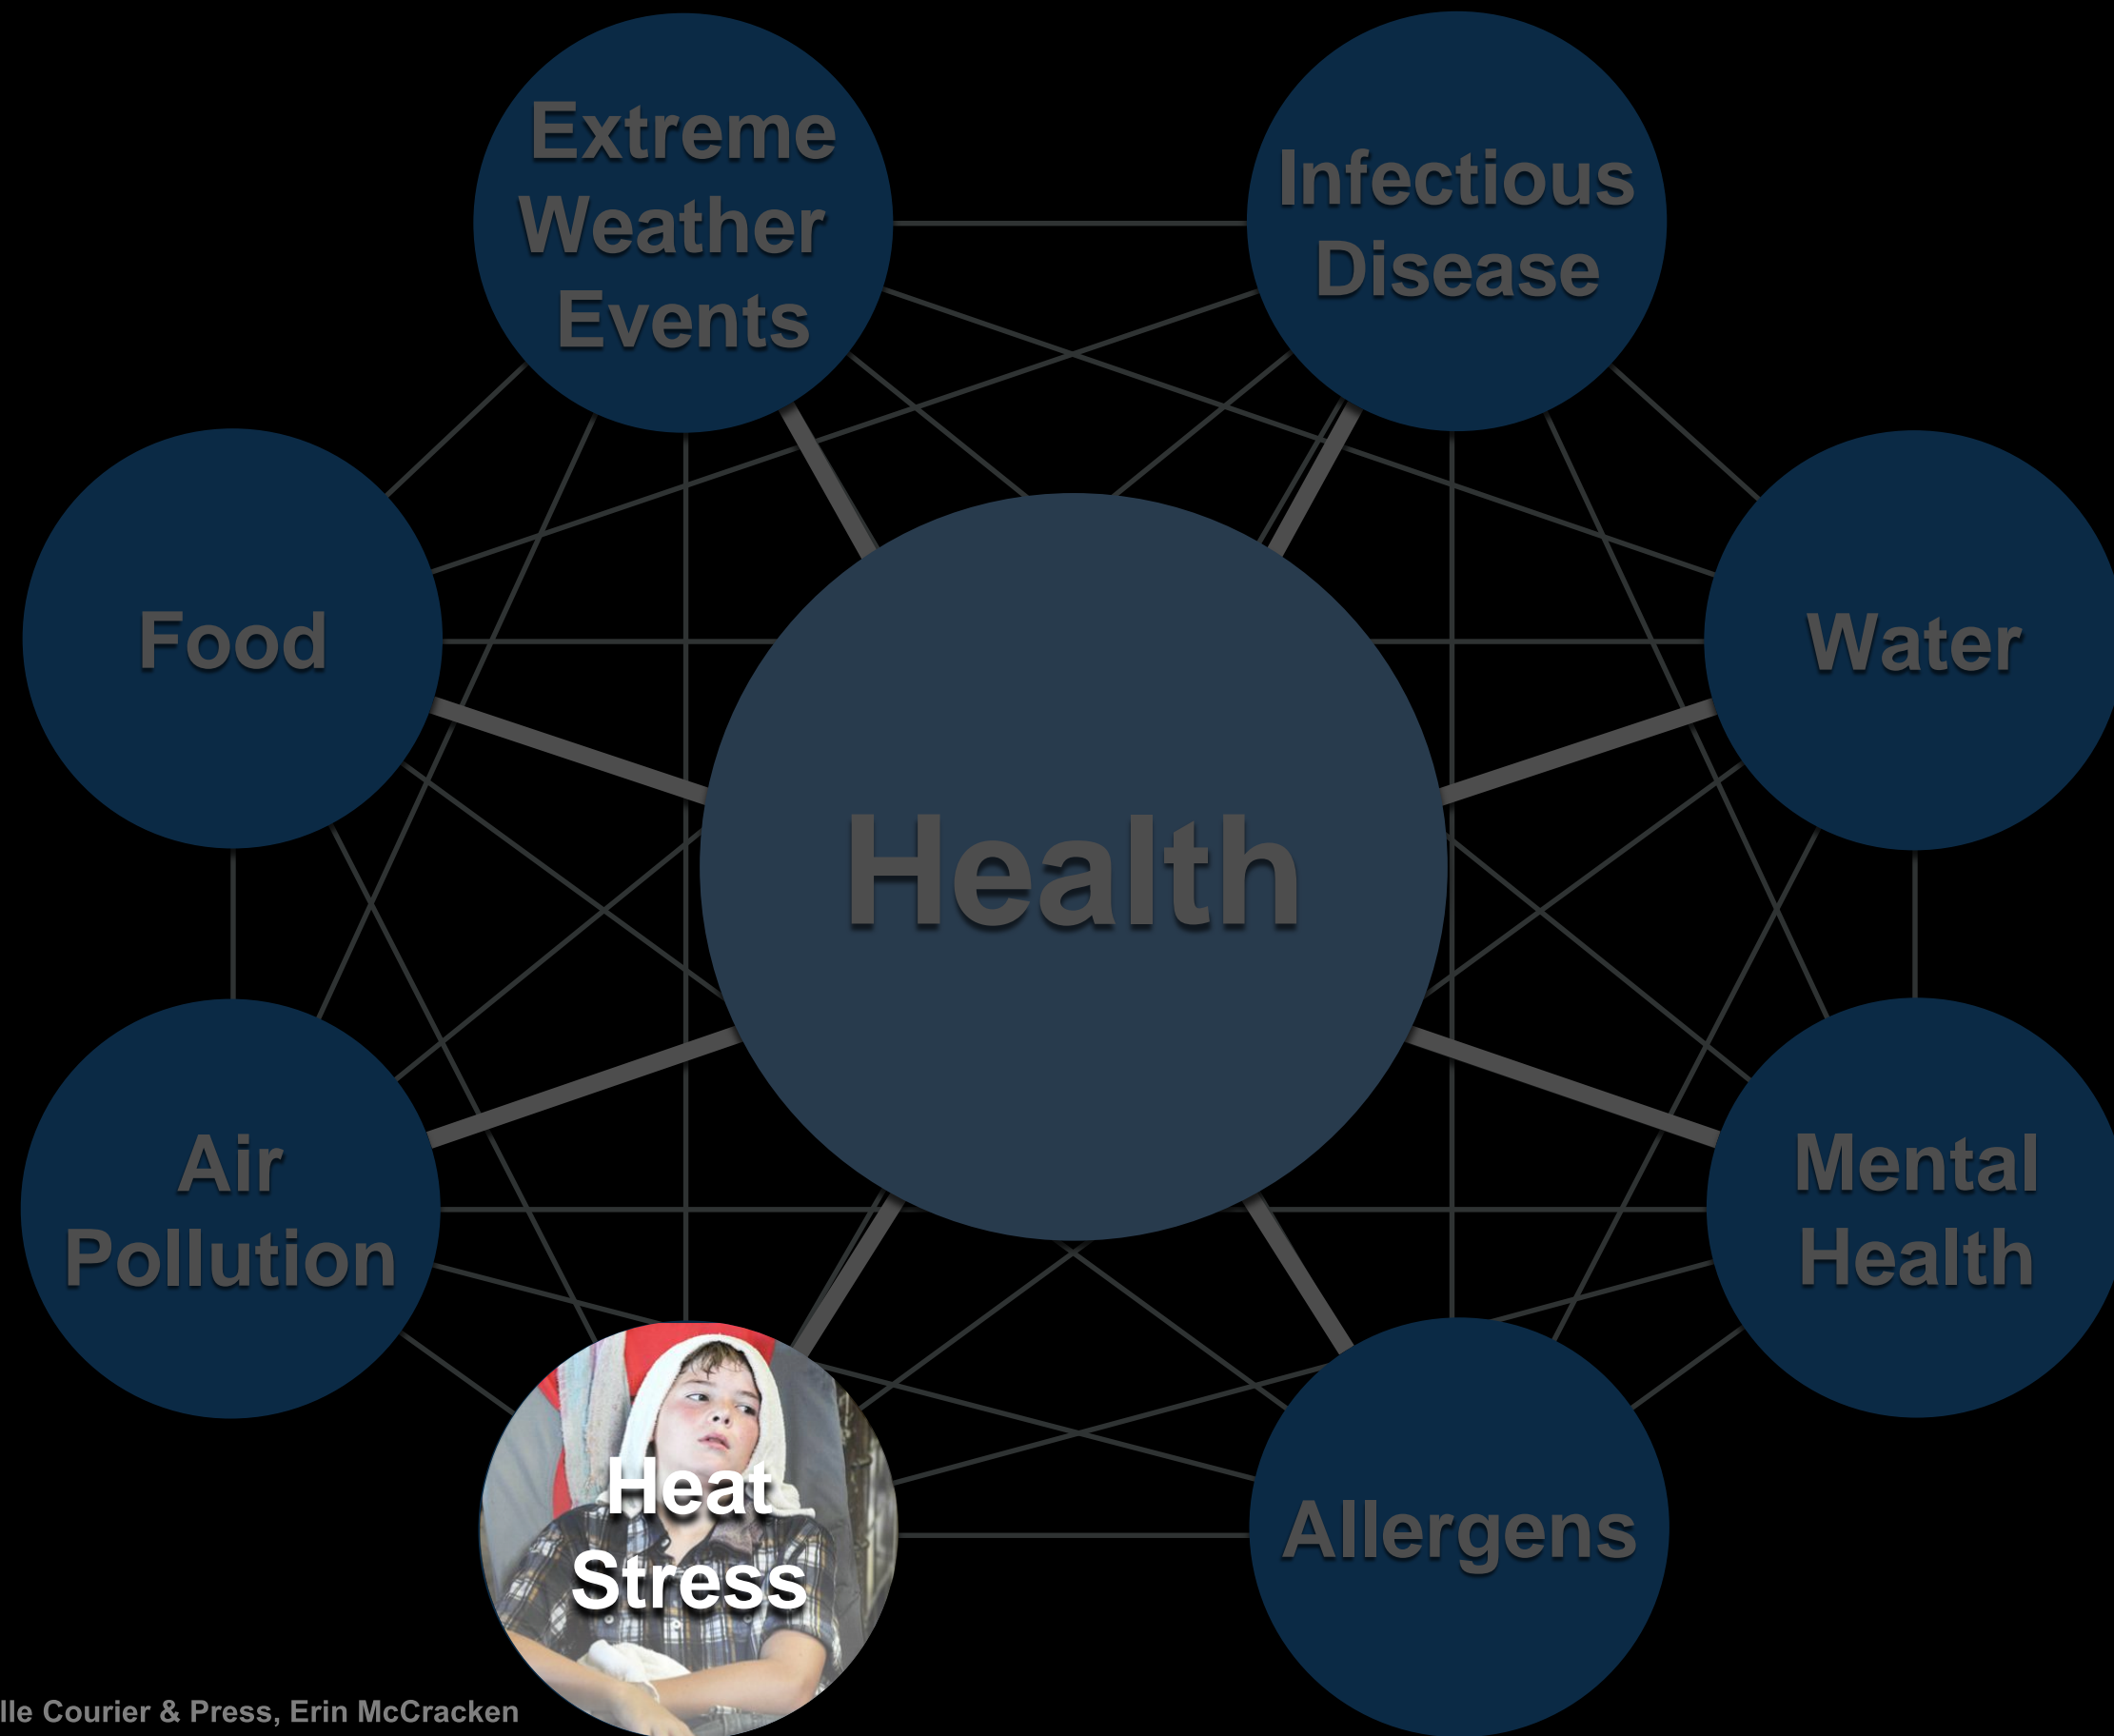 Extreme
Weather
Events
Infectious
Disease
Food
Water
Health
Air
Pollution
Mental
Health
Heat
Stress
Allergens
Courier & Press, Erin McCracken